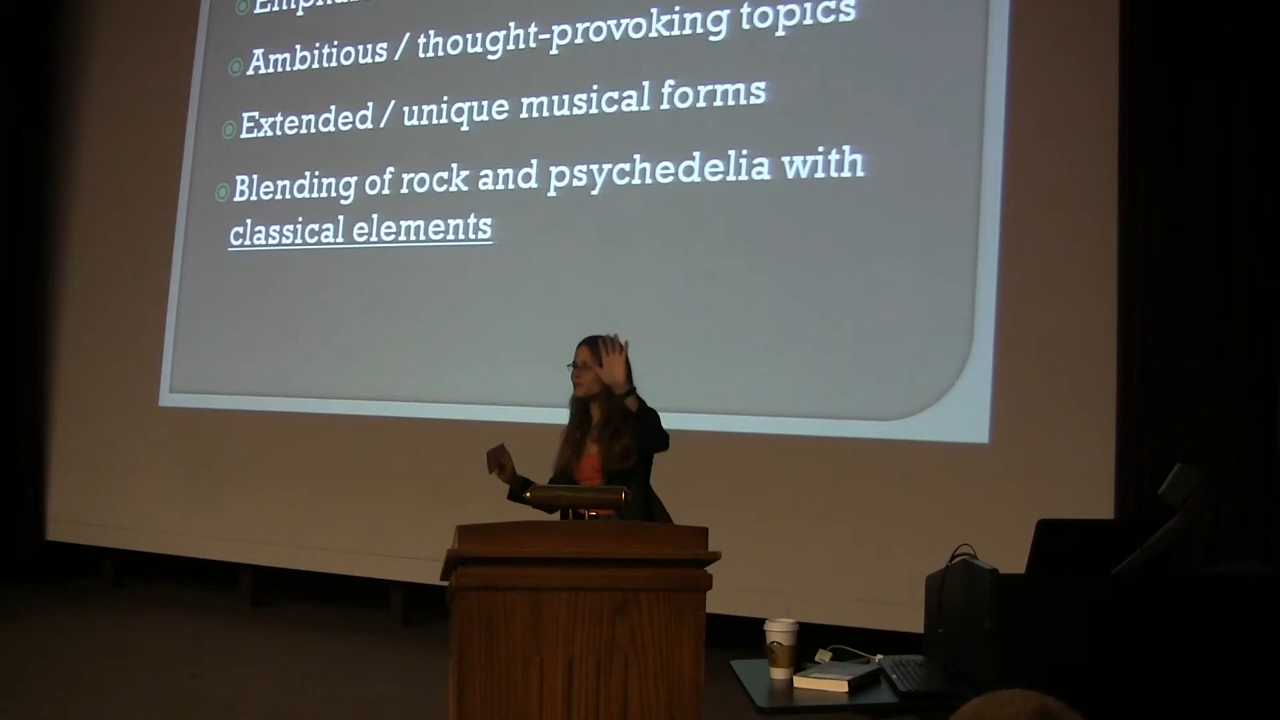 Ambitious / thought-provoking topics
Extended / unique musical forms
Blending of rock and psychedelia with
classical elements